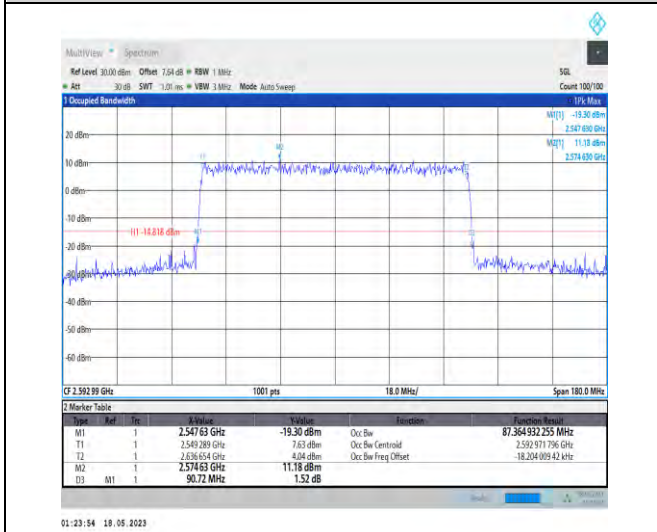 MultiView Spectrum
Ref Level 30.00 dBm Offset 7.64 dB RBW 1 MHz SGL
Att 30 dB SWT 1.01 ms VBW 3 MHz Mode Auto Sweep Count 100/100
1 Occupied Bandwidth 1Pk Max
M1[1] -19.30 dBm
2.547 630 GHz
M2[1] 11.18 dBm
2.574 630 GHz
20 dBm
M2
10 dBm
0 dBm
-10 dBm
H1 -14.818 dBm
-20 dBm
-30 dBm
-40 dBm
-50 dBm
-60 dBm
CF 2.592 99 GHz 1001 pts 18.0 MHz/ Span 180.0 MHz
2 Marker Table
Type Ref Trc X-Value Y-Value Function Function Result
M1 1 2.547 63 GHz -19.30 dBm Occ Bw 87.364 932 255 MHz
T1 1 2.549 289 GHz 7.63 dBm Occ Bw Centroid 2.592 971 796 GHz
T2 1 2.636 654 GHz 4.04 dBm Occ Bw Freq Offset -18.204 009 42 kHz
M2 1 2.574 63 GHz 11.18 dBm
D3 M1 1 90.72 MHz 1.52 dB
01:23:54 18.05.2023